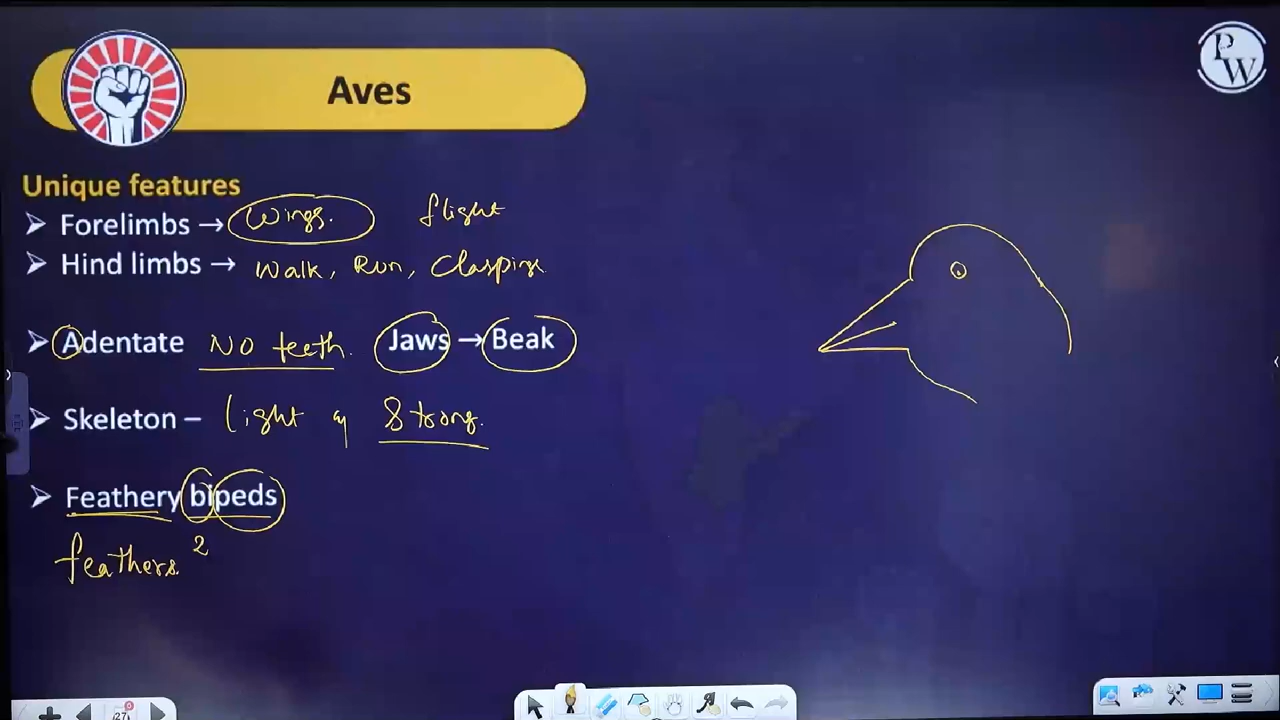 Aves
PW
Unique features
➤ Forelimbs → Wings. flight
➤ Hind limbs → Walk, Run, Clasping
➤ Adentate No teeth. Jaws → Beak
➤ Skeleton – light & Strong.
➤ Feathery bipeds
feathers. 2
27